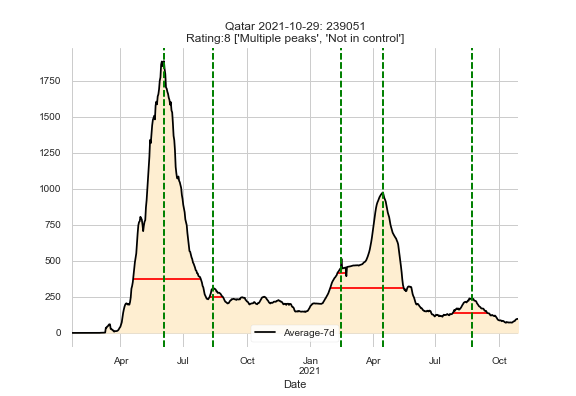 Qatar 2021-10-29: 239051
Rating:8 ['Multiple peaks', 'Not in control']
1750
1500
1250
1000
750
500
250
0
Average-7d
Apr Jul Oct Jan Apr Jul Oct
2021
Date